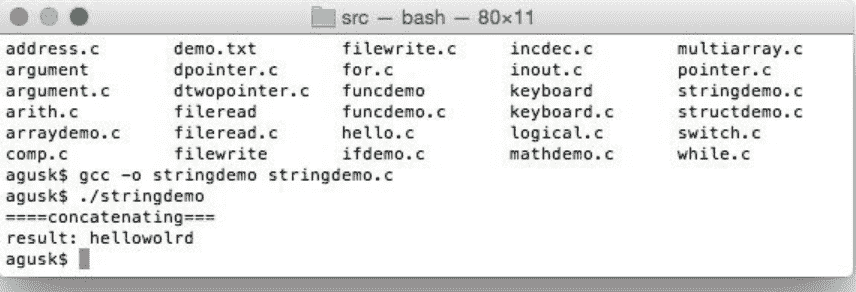 src — bash — 80×11
address.c demo.txt filewrite.c incdec.c multiarray.c
argument dpointer.c for.c inout.c pointer.c
argument.c dtwopointer.c funcdemo keyboard stringdemo.c
arith.c fileread funcdemo.c keyboard.c structdemo.c
arraydemo.c fileread.c hello.c logical.c switch.c
comp.c filewrite ifdemo.c mathdemo.c while.c
agusk$ gcc -o stringdemo stringdemo.c
agusk$ ./stringdemo
====concatenating===
result: hellowolrd
agusk$